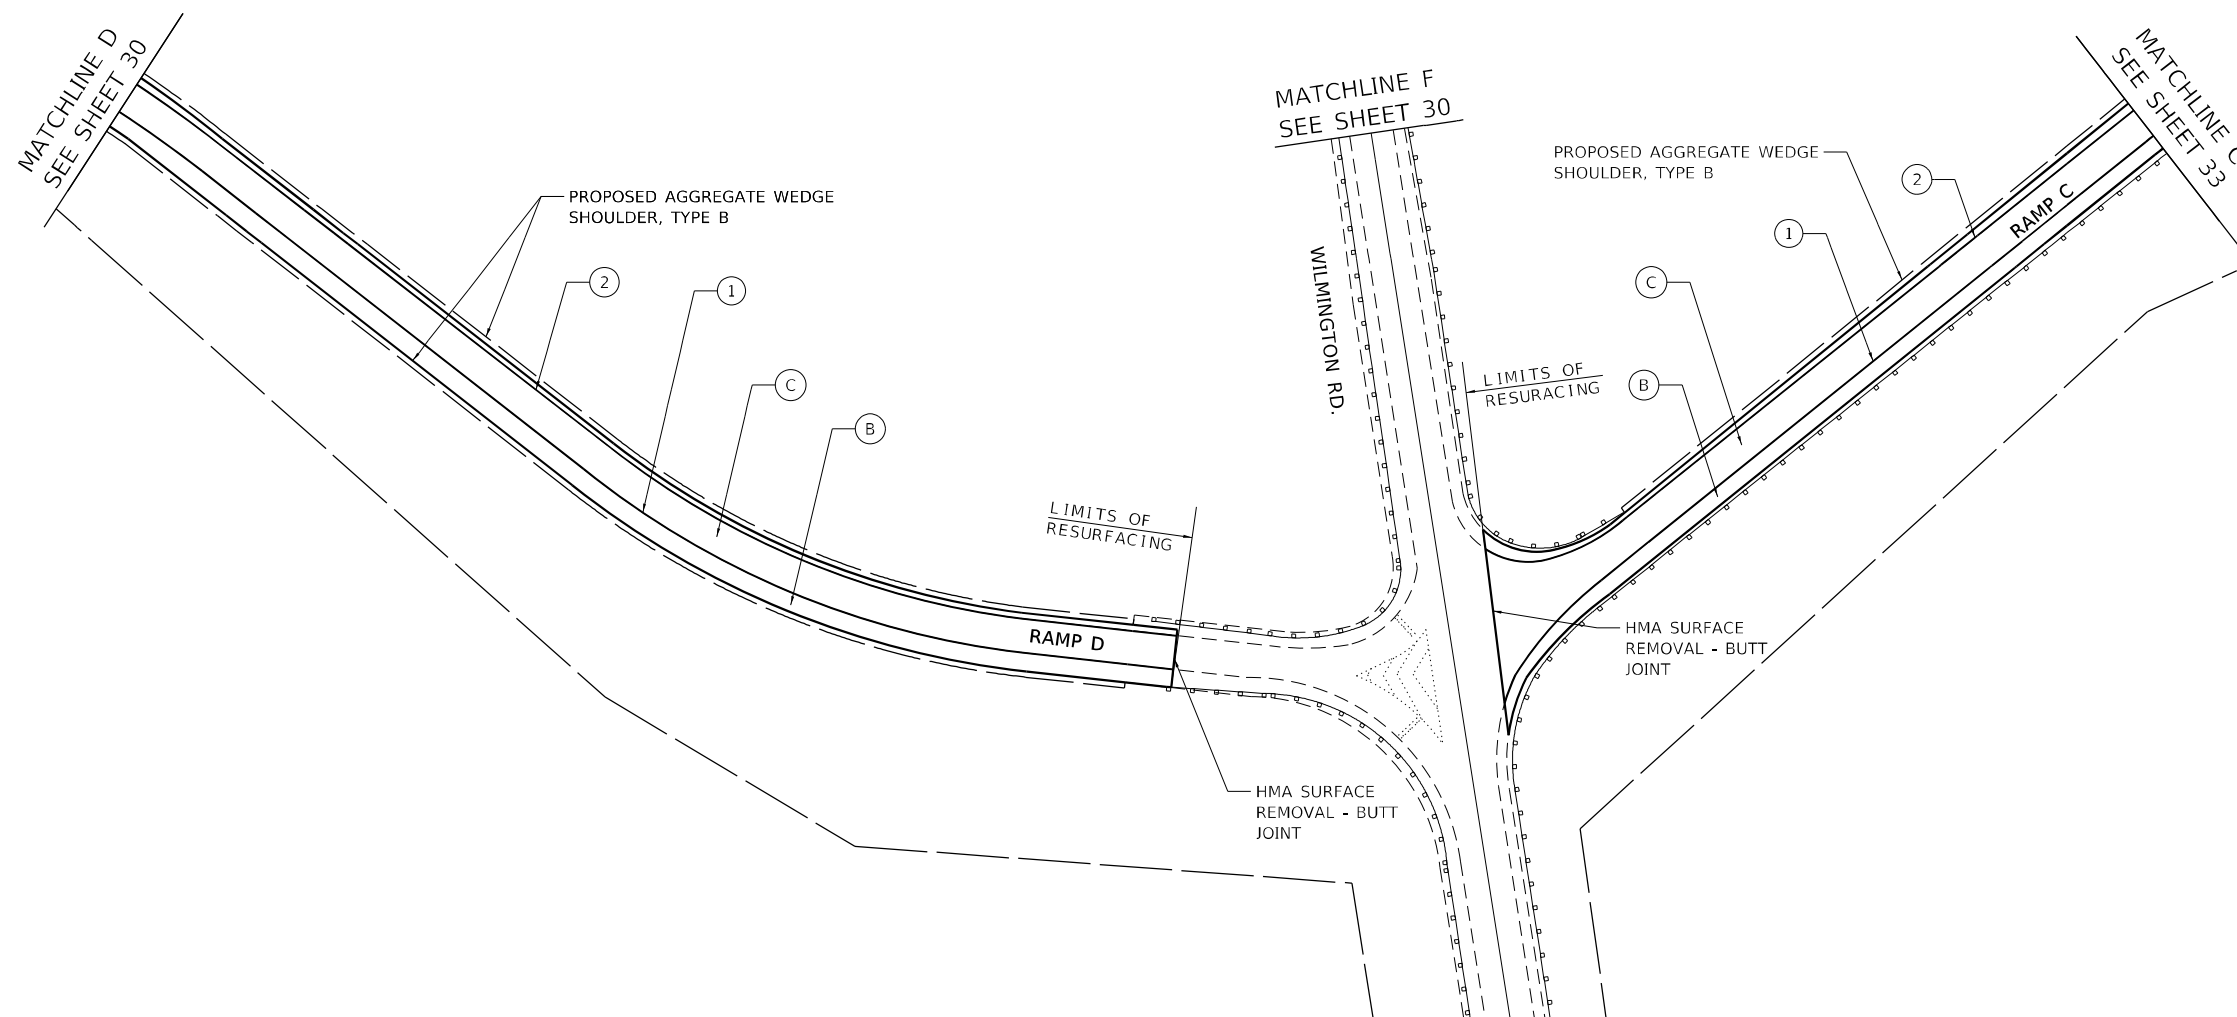 MATCHLINE D
SEE SHEET 30
PROPOSED AGGREGATE WEDGE
SHOULDER, TYPE B
2
1
C
B
LIMITS OF
RESURFACING
RAMP D
HMA SURFACE
REMOVAL - BUTT
JOINT
MATCHLINE F
SEE SHEET 30
WILMINGTON RD.
LIMITS OF
RESURACING
PROPOSED AGGREGATE WEDGE
SHOULDER, TYPE B
2
1
C
B
RAMP C
HMA SURFACE
REMOVAL - BUTT
JOINT
MATCHLINE
SEE SHEET 33